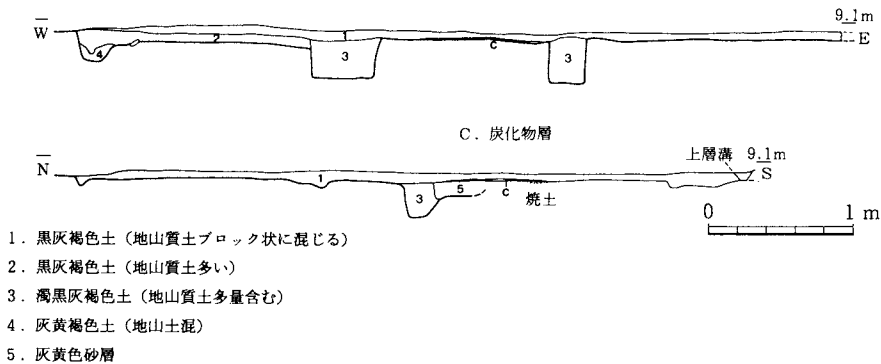 W 9.1m
E
4 2 3 1 C 3
C. 炭化物層
N 上層溝 9.1m
S
1 3 5 C 焼土
0 1 m
1. 黒灰褐色土（地山質土ブロック状に混じる）
2. 黒灰褐色土（地山質土多い）
3. 濁黒灰褐色土（地山質土多量含む）
4. 灰黄褐色土（地山土混）
5. 灰黄色砂層